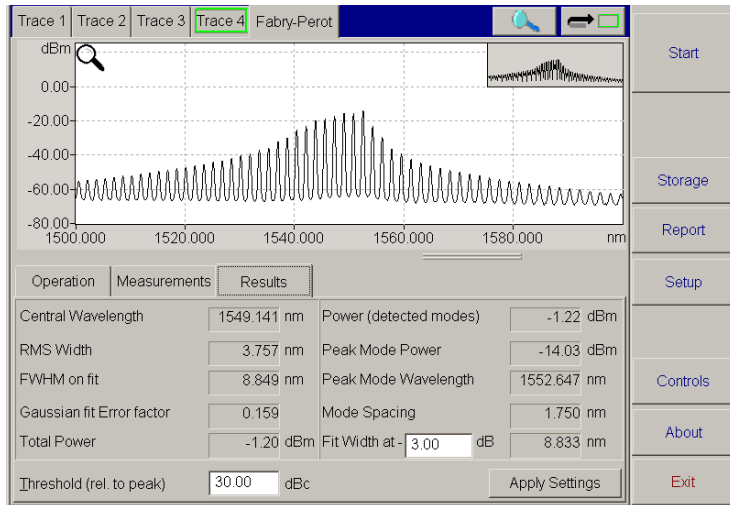 Trace 1 Trace 2 Trace 3 Trace 4 Fabry-Perot
Start
Storage
Report
Setup
Controls
About
Exit
dBm
0.00
-20.00
-40.00
-60.00
-80.00
1500.000 1520.000 1540.000 1560.000 1580.000 nm
Operation Measurements Results
Central Wavelength 1549.141 nm Power (detected modes) -1.22 dBm
RMS Width 3.757 nm Peak Mode Power -14.03 dBm
FWHM on fit 8.849 nm Peak Mode Wavelength 1552.647 nm
Gaussian fit Error factor 0.159 Mode Spacing 1.750 nm
Total Power -1.20 dBm Fit Width at - 3.00 dB 8.833 nm
Threshold (rel. to peak) 30.00 dBc Apply Settings